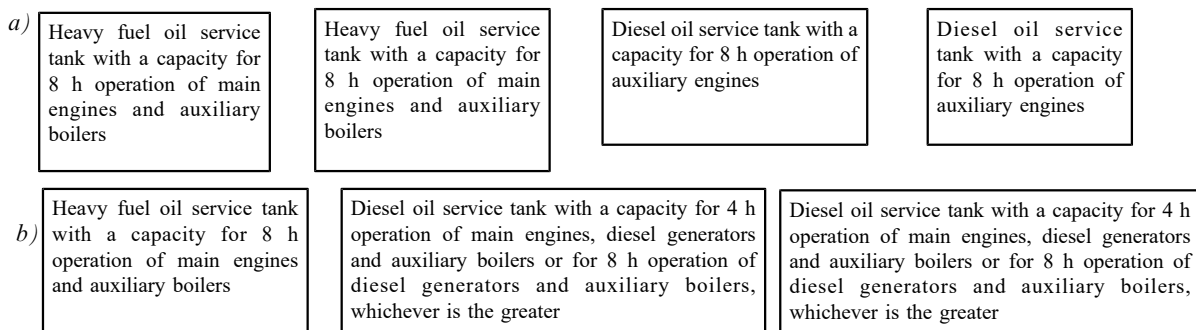 a)
Heavy fuel oil service
tank with a capacity for
8 h operation of main
engines and auxiliary
boilers
Heavy fuel oil service
tank with a capacity for
8 h operation of main
engines and auxiliary
boilers
Diesel oil service tank with a
capacity for 8 h operation of
auxiliary engines
Diesel oil service
tank with a capacity
for 8 h operation of
auxiliary engines
b)
Heavy fuel oil service tank
with a capacity for 8 h
operation of main engines
and auxiliary boilers
Diesel oil service tank with a capacity for 4 h
operation of main engines, diesel generators
and auxiliary boilers or for 8 h operation of
diesel generators and auxiliary boilers,
whichever is the greater
Diesel oil service tank with a capacity for 4 h
operation of main engines, diesel generators
and auxiliary boilers or for 8 h operation of
diesel generators and auxiliary boilers,
whichever is the greater